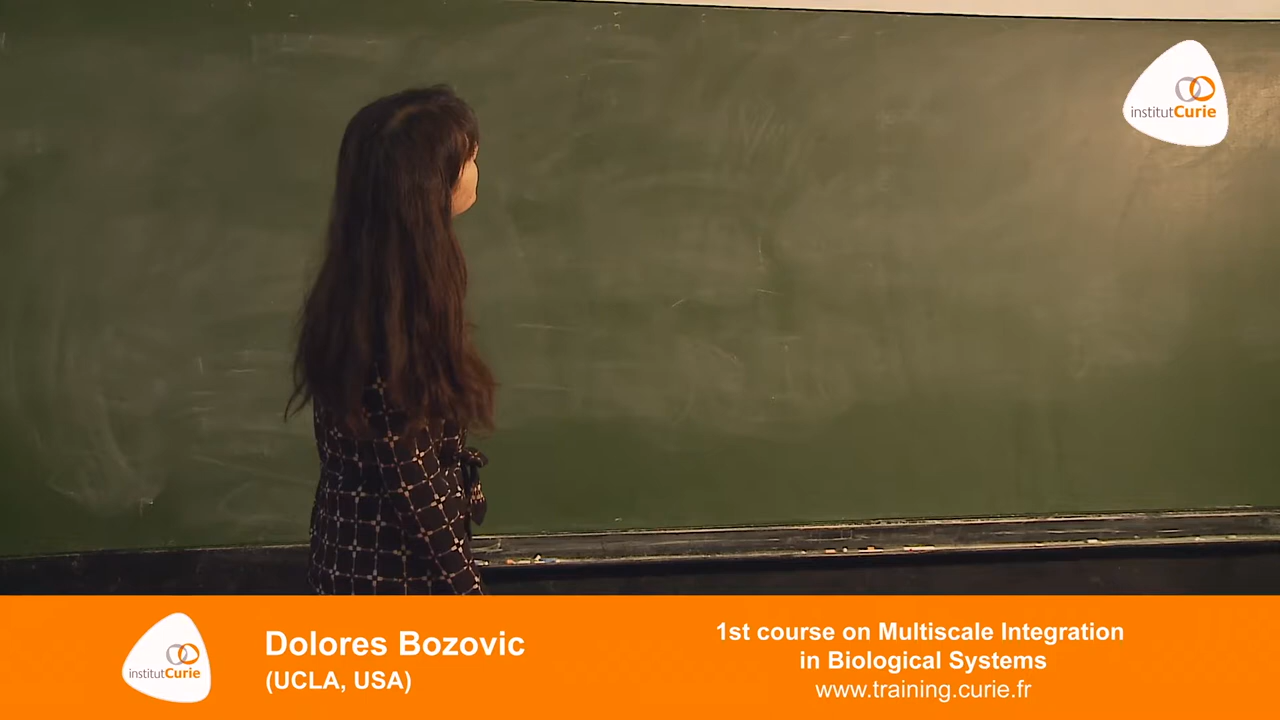 institutCurie
institutCurie
Dolores Bozovic
(UCLA, USA)
1st course on Multiscale Integration
in Biological Systems
www.training.curie.fr